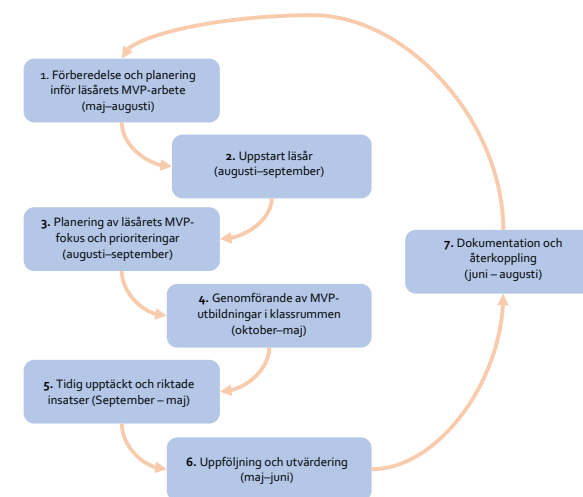 1. Förberedelse och planering
inför läsårets MVP-arbete
(maj–augusti)
2. Uppstart läsår
(augusti–september)
3. Planering av läsårets MVP-
fokus och prioriteringar
(augusti–september)
4. Genomförande av MVP-
utbildningar i klassrummen
(oktober–maj)
5. Tidig upptäckt och riktade
insatser (September – maj)
6. Uppföljning och utvärdering
(maj–juni)
7. Dokumentation och
återkoppling
(juni – augusti)